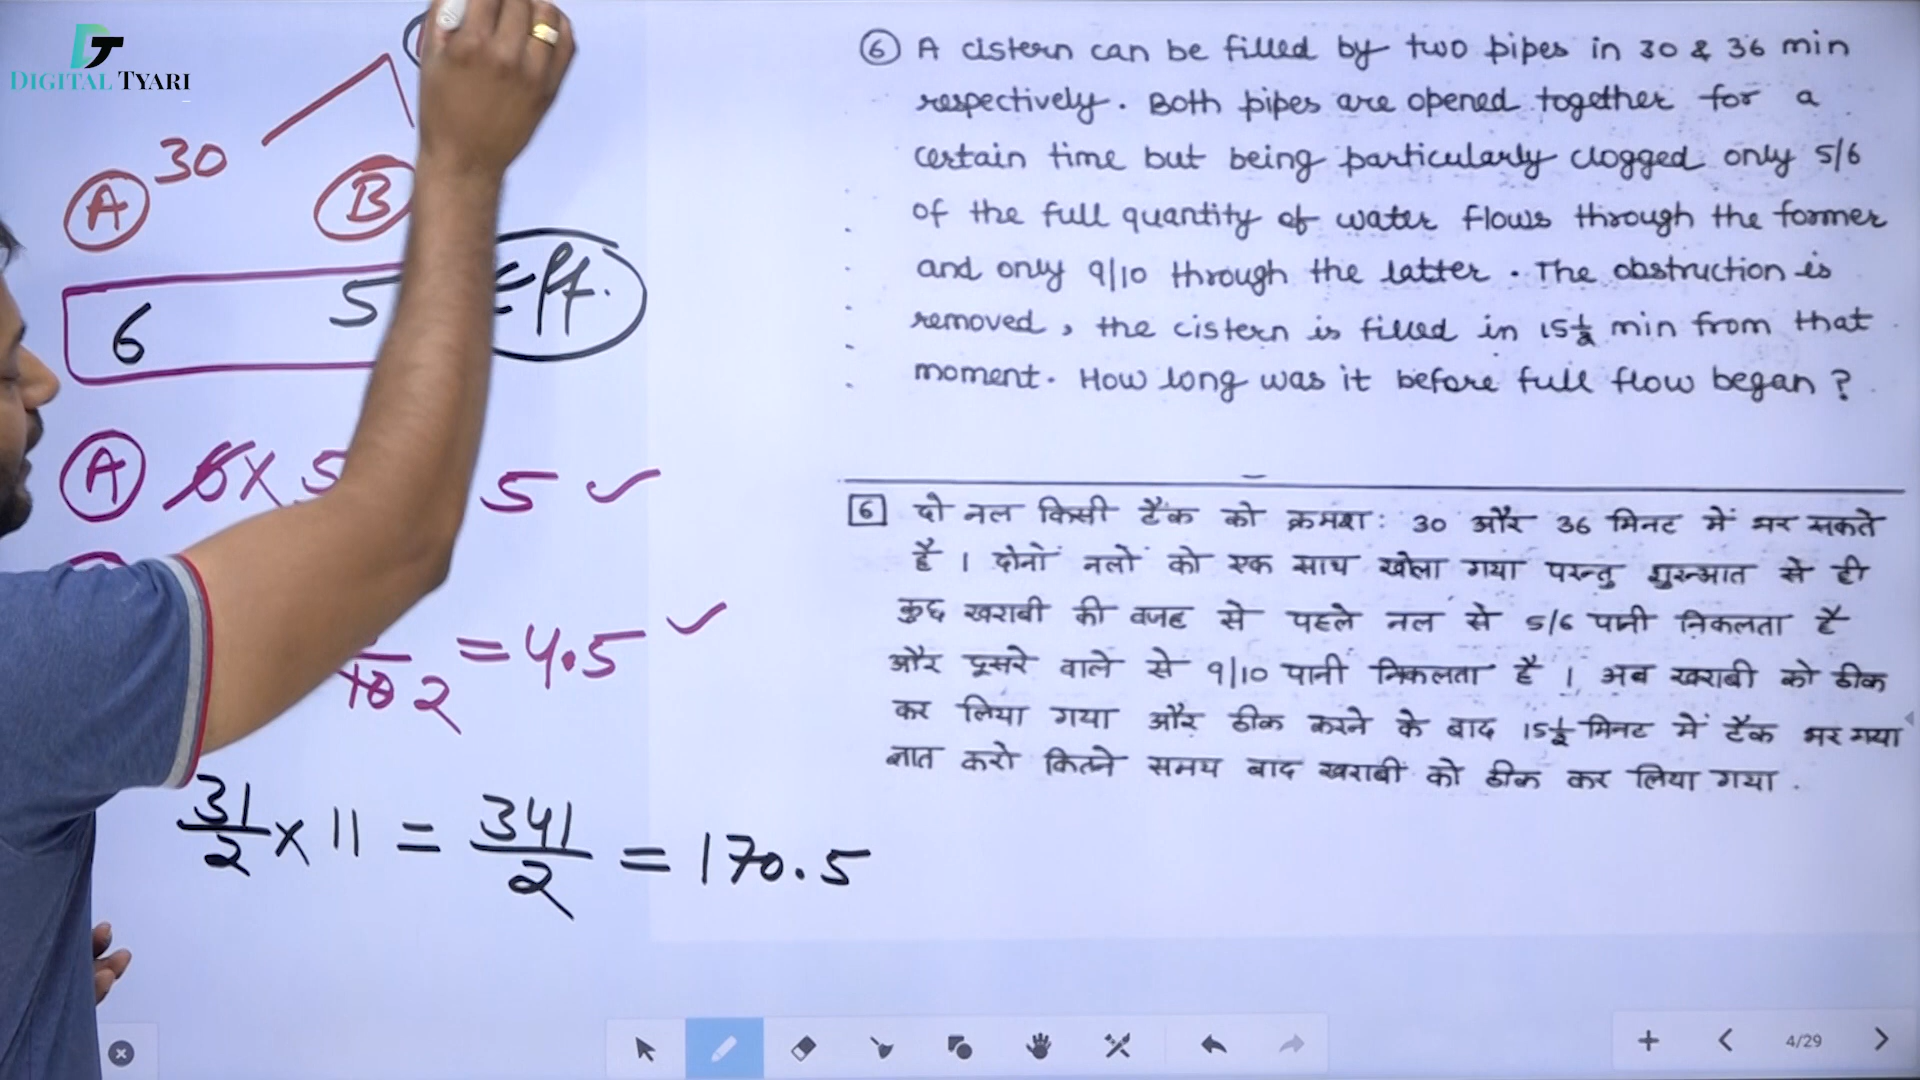 DT
DIGITAL TYARI
30
A
B
6 5 Eff.
A 6 × 5 5 ✓
10 2 = 4.5 ✓
31/2 × 11 = 341/2 = 170.5
6 A cistern can be filled by two pipes in 30 & 36 min
respectively. Both pipes are opened together for a
certain time but being particularly clogged only 5/6
of the full quantity of water flows through the former
and only 9/10 through the latter. The obstruction is
removed, the cistern is filled in 15½ min from that
moment. How long was it before full flow began?
6 दो नल किसी टैंक को क्रमशः 30 और 36 मिनट में भर सकते
है। दोनों नलों को एक साथ खोला गया परन्तु शुरुआत से ही
कुछ खराबी की वजह से पहले नल से 5/6 पानी निकलता है
और दूसरे वाले से 9/10 पानी निकलता है। अब खराबी को ठीक
कर लिया गया और ठीक करने के बाद 15½ मिनट में टैंक भर गया
ज्ञात करो कितने समय बाद खराबी को ठीक कर लिया गया.
4/29